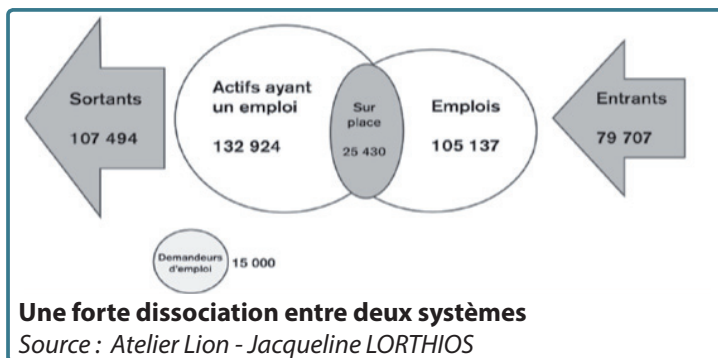 Sortants
107 494
Actifs ayant
un emploi
132 924
Sur
place
25 430
Emplois
105 137
Entrants
79 707
Demandeurs
d'emploi
15 000
Une forte dissociation entre deux systèmes
Source : Atelier Lion - Jacqueline LORTHIOS